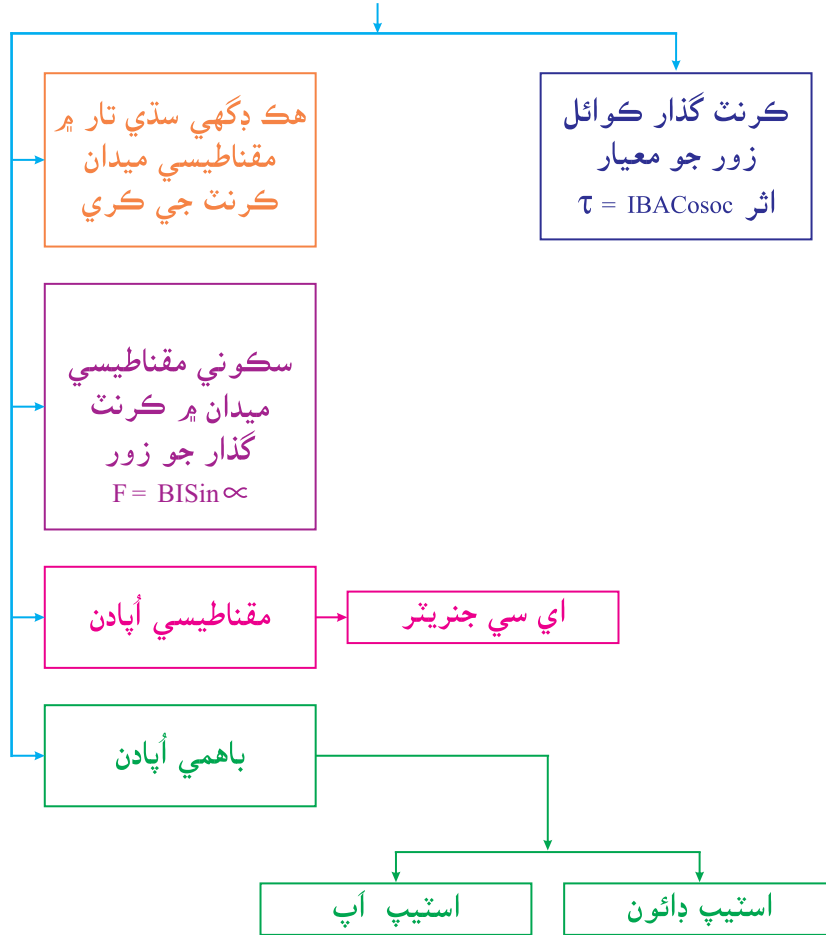 ڪرنٽ گذار ڪوائل
زور جو معيار
اثر τ = IBACosoc
هڪ ڊگهي سڌي تار ۾
مقناطيسي ميدان
ڪرنٽ جي ڪري
سڪوني مقناطيسي
ميدان ۾ ڪرنٽ
گذار جو زور
F = BISin ∝
مقناطيسي اُپادن
اي سي جنريٽر
باهمي اُپادن
اسٽيپ ڊائون
اسٽيپ اَپ